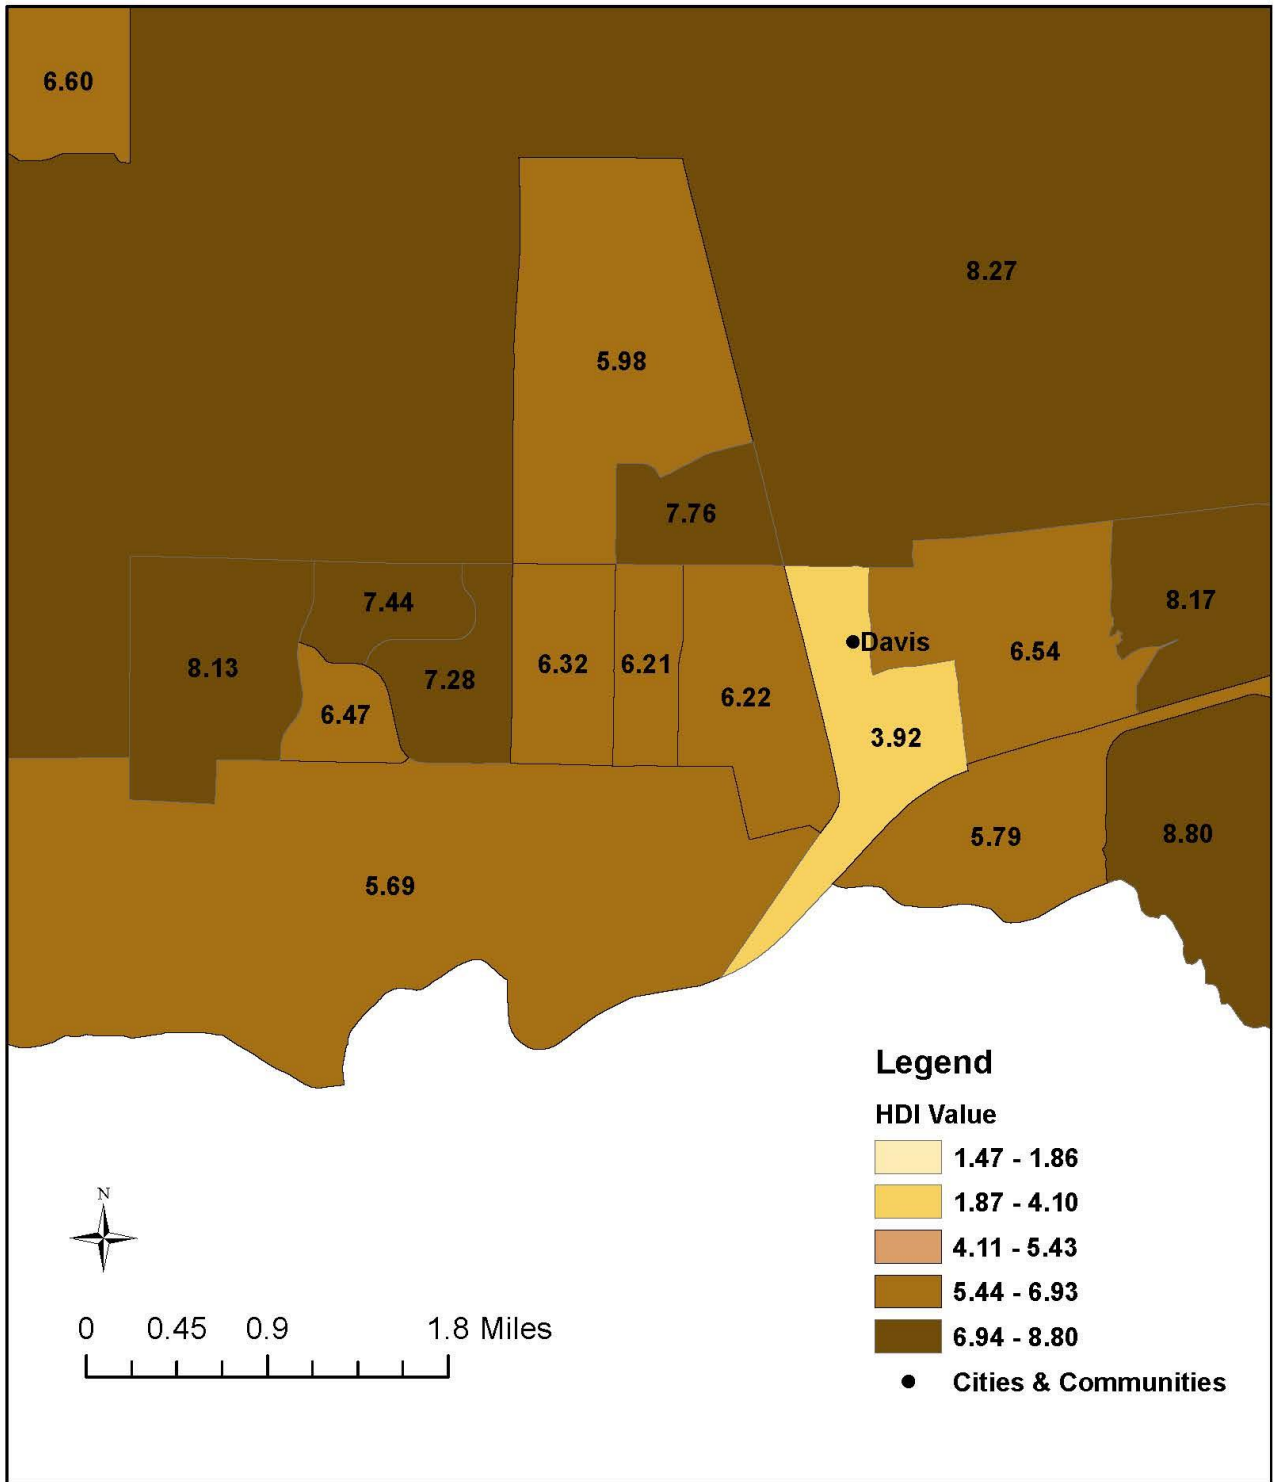 6.60
8.27
5.98
7.76
7.44
8.17
Davis
8.13
7.28
6.32
6.21
6.54
6.47
6.22
3.92
5.79
8.80
5.69
Legend
HDI Value
1.47 - 1.86
1.87 - 4.10
4.11 - 5.43
5.44 - 6.93
6.94 - 8.80
Cities & Communities
N
0 0.45 0.9 1.8 Miles